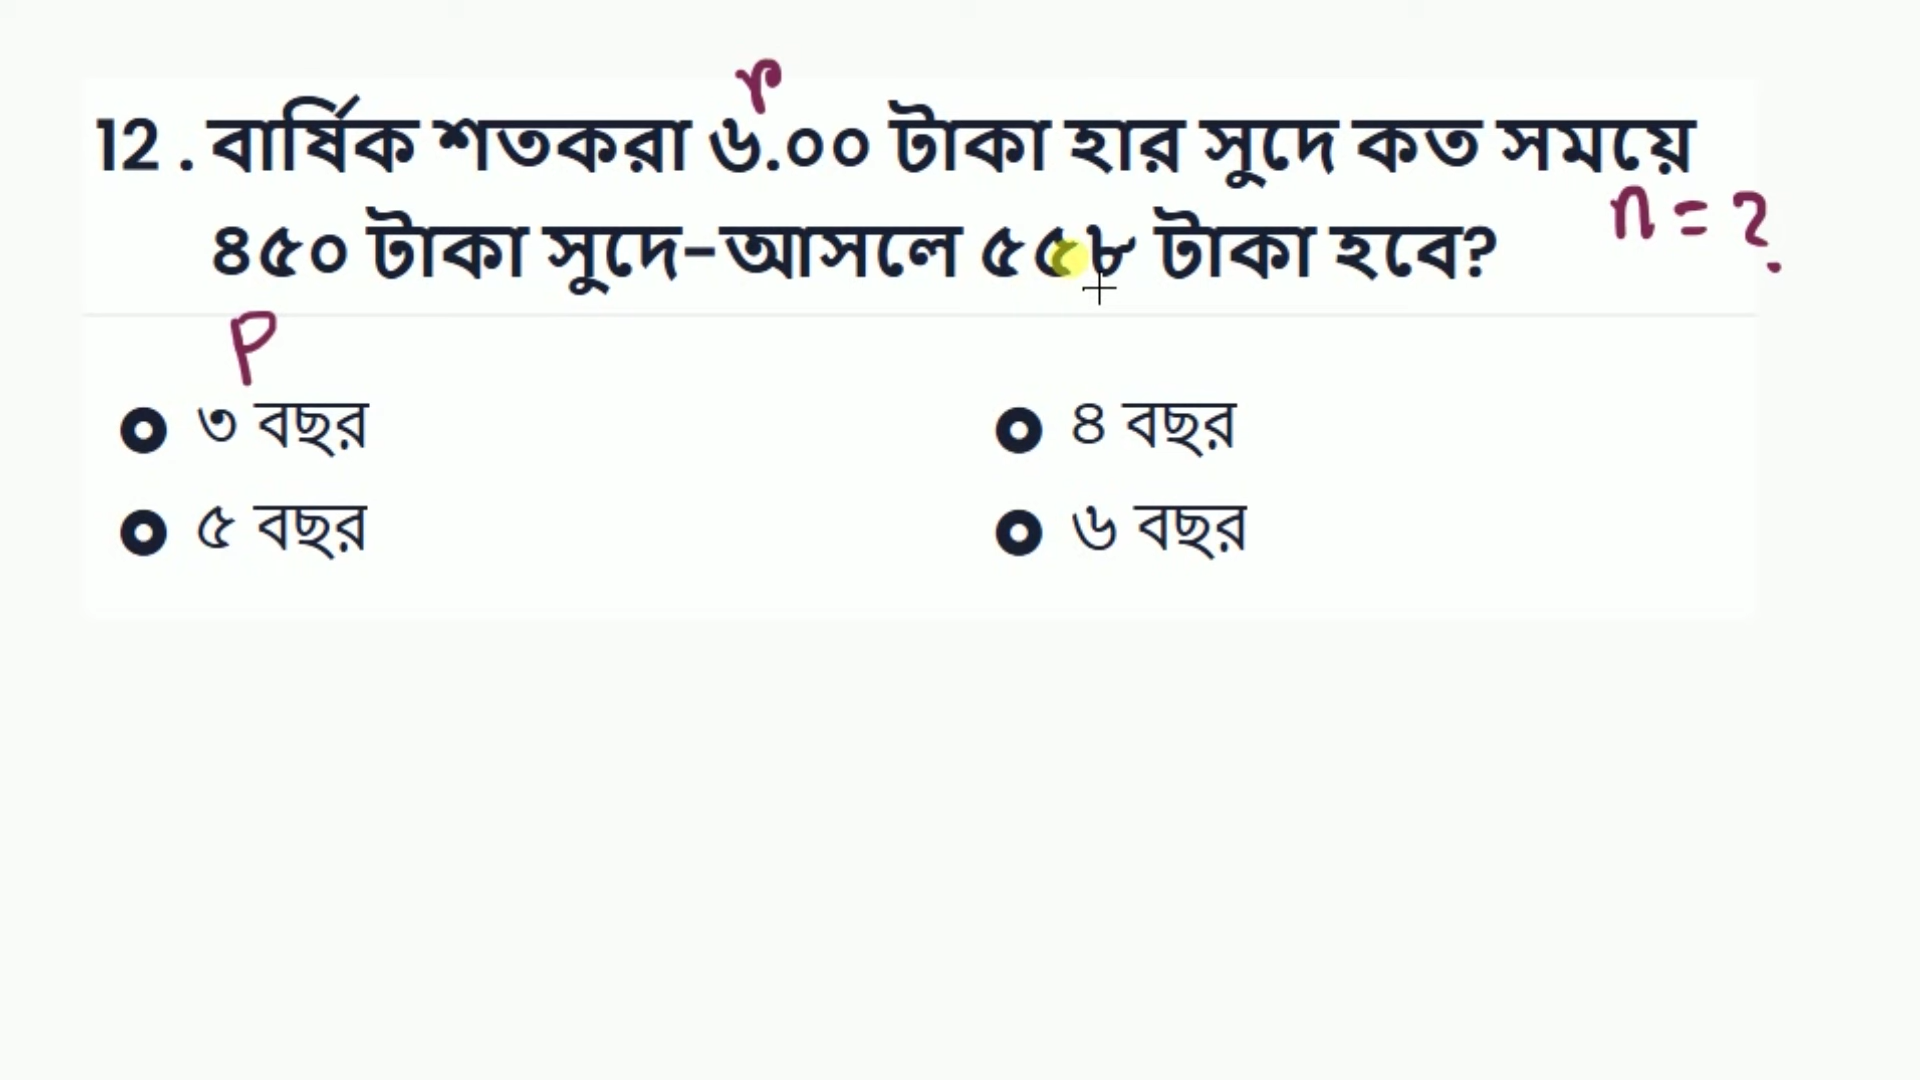 r
12 . বার্ষিক শতকরা ৬.০০ টাকা হার সুদে কত সময়ে
n = ?
৪৫০ টাকা সুদে-আসলে ৫৫৮ টাকা হবে?
P
৩ বছর
৪ বছর
৫ বছর
৬ বছর